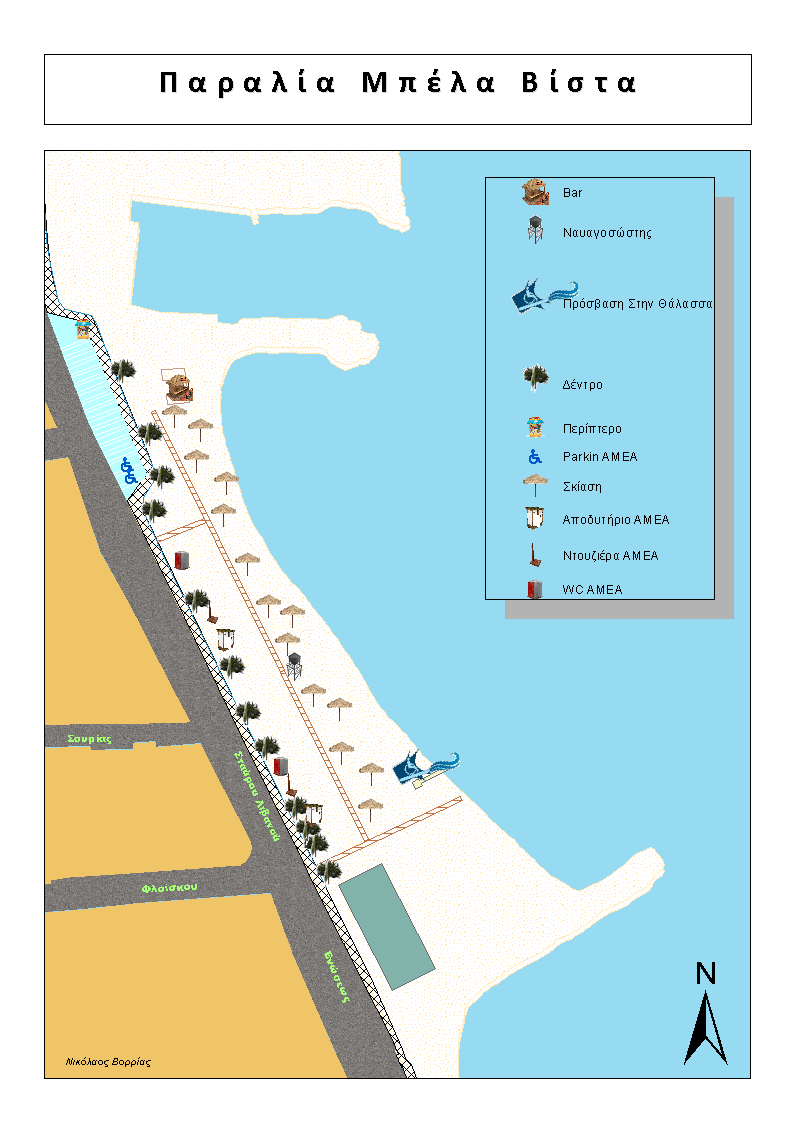 Παραλία Μπέλα Βίστα
Bar
Ναυαγοσώστης
Πρόσβαση Στην Θάλασσα
Δέντρο
Περίπτερο
Parkin ΑΜΕΑ
Σκίαση
Αποδυτήριο ΑΜΕΑ
Ντουζιέρα ΑΜΕΑ
WC ΑΜΕΑ
Σουρίας
Σταύρου Λιβανού
Φλοίσκου
Ενώσεως
N
Νικόλαος Βορρίας